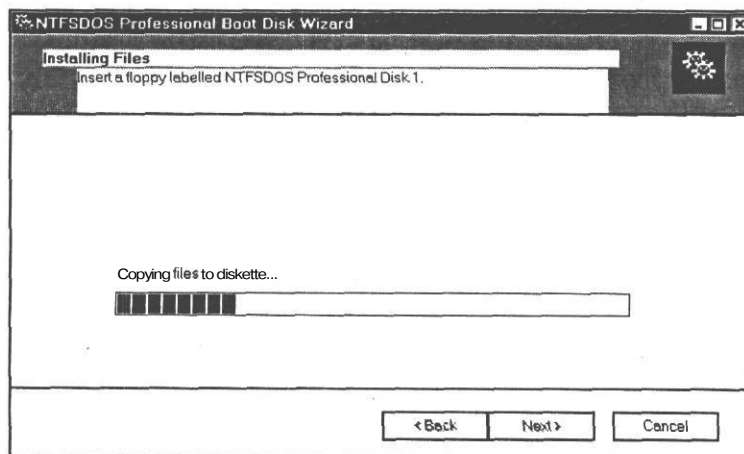 NTFSDOS Professional Boot Disk Wizard
Installing Files
Insert a floppy labelled NTFSDOS Professional Disk 1.
Copying files to diskette...
< Back
Next >
Cancel